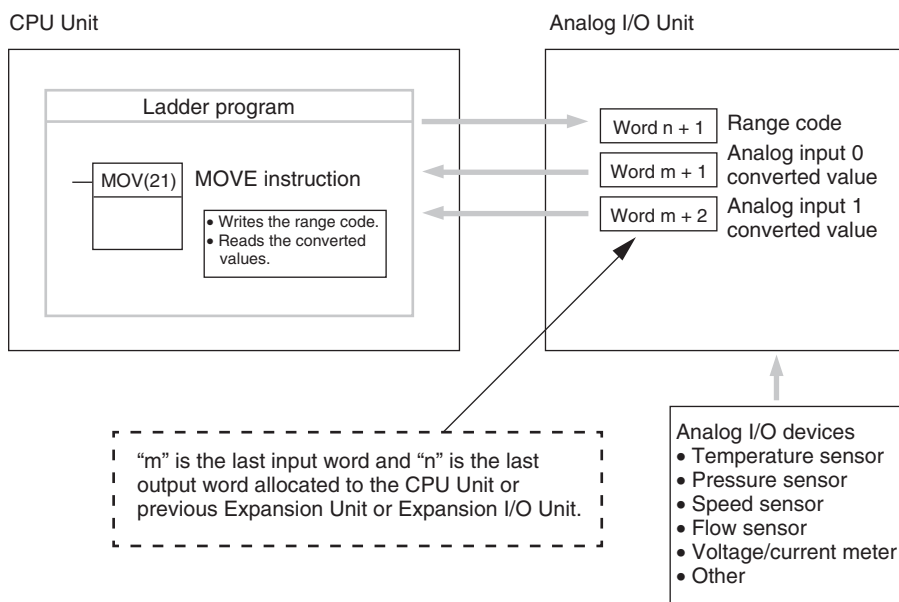 CPU Unit
Analog I/O Unit
Ladder program
MOV(21)
MOVE instruction
• Writes the range code.
• Reads the converted
values.
Word n + 1
Range code
Word m + 1
Analog input 0
converted value
Word m + 2
Analog input 1
converted value
“m” is the last input word and “n” is the last
output word allocated to the CPU Unit or
previous Expansion Unit or Expansion I/O Unit.
Analog I/O devices
• Temperature sensor
• Pressure sensor
• Speed sensor
• Flow sensor
• Voltage/current meter
• Other